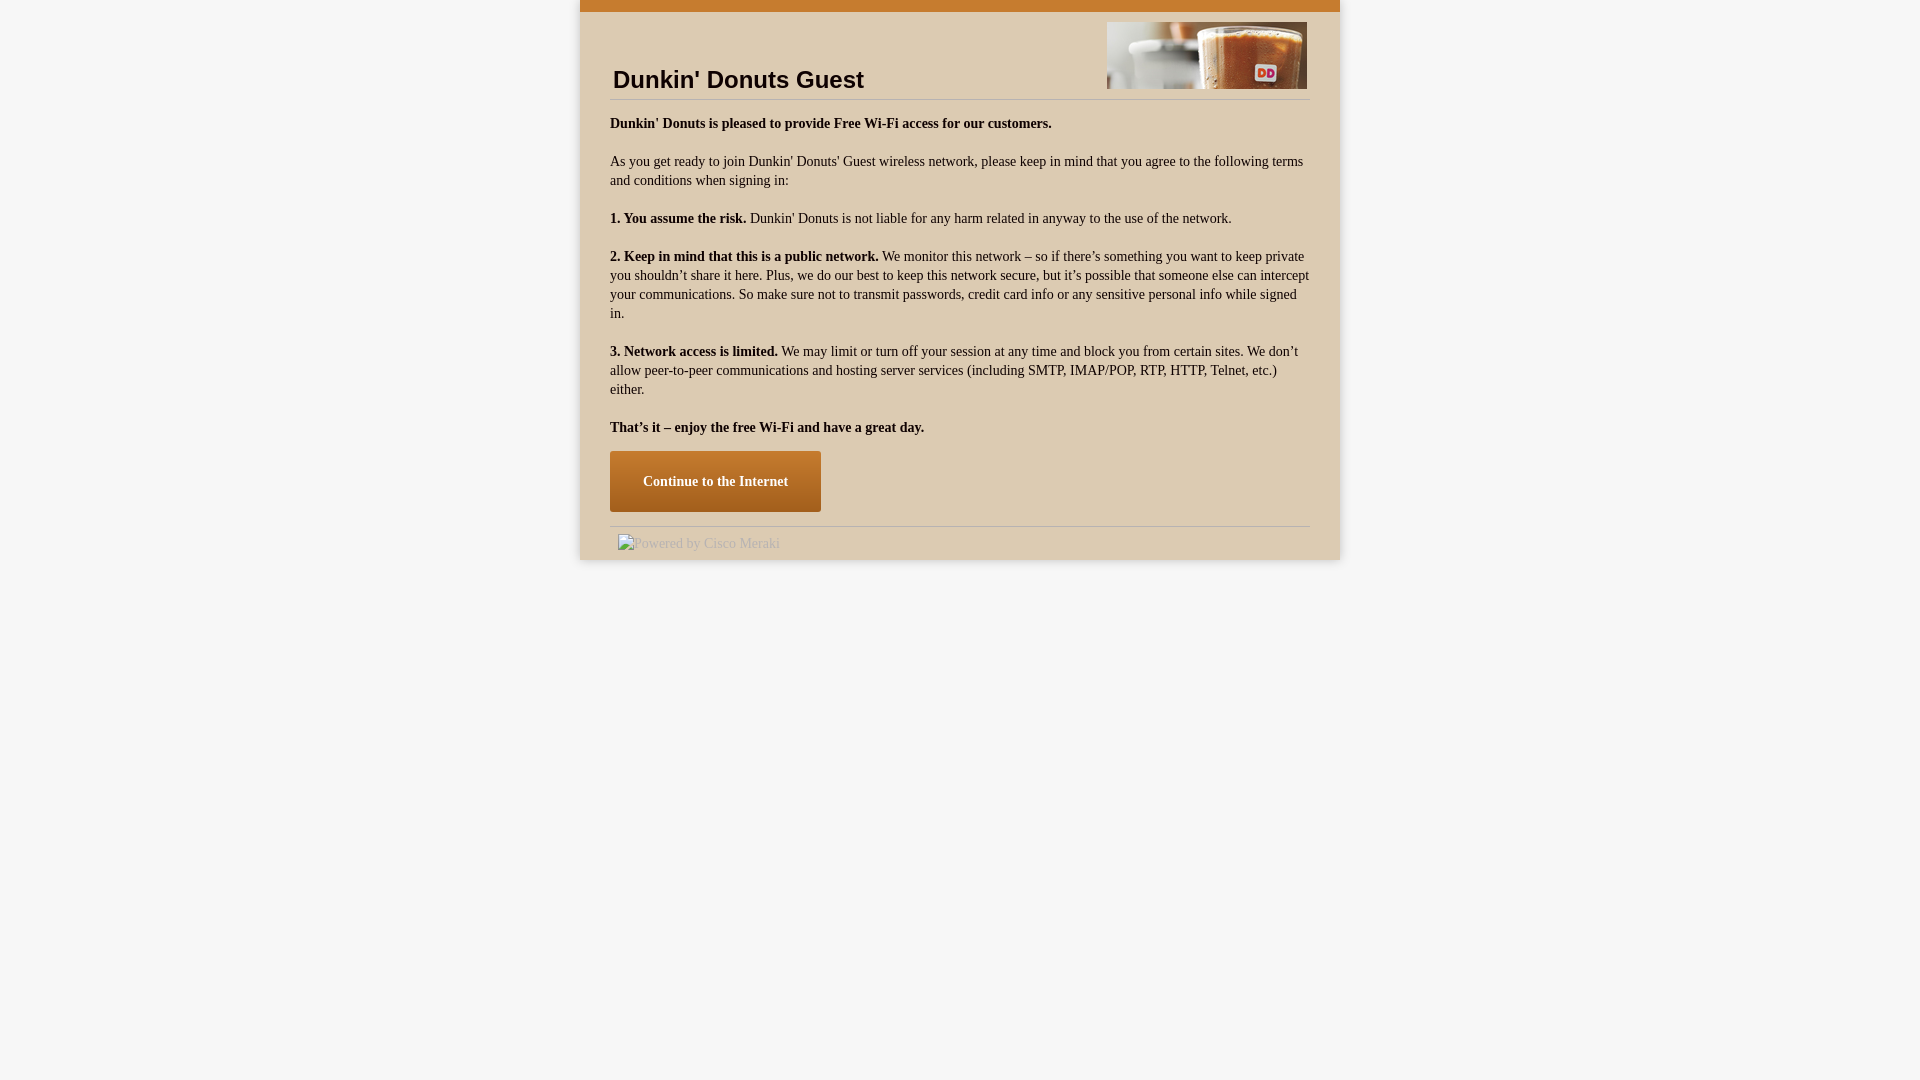 DD
Dunkin' Donuts Guest
Dunkin' Donuts is pleased to provide Free Wi-Fi access for our customers.
As you get ready to join Dunkin' Donuts' Guest wireless network, please keep in mind that you agree to the following terms
and conditions when signing in:
1. You assume the risk. Dunkin' Donuts is not liable for any harm related in anyway to the use of the network.
2. Keep in mind that this is a public network. We monitor this network – so if there’s something you want to keep private
you shouldn’t share it here. Plus, we do our best to keep this network secure, but it’s possible that someone else can intercept
your communications. So make sure not to transmit passwords, credit card info or any sensitive personal info while signed
in.
3. Network access is limited. We may limit or turn off your session at any time and block you from certain sites. We don’t
allow peer-to-peer communications and hosting server services (including SMTP, IMAP/POP, RTP, HTTP, Telnet, etc.)
either.
That’s it – enjoy the free Wi-Fi and have a great day.
Continue to the Internet
Powered by Cisco Meraki